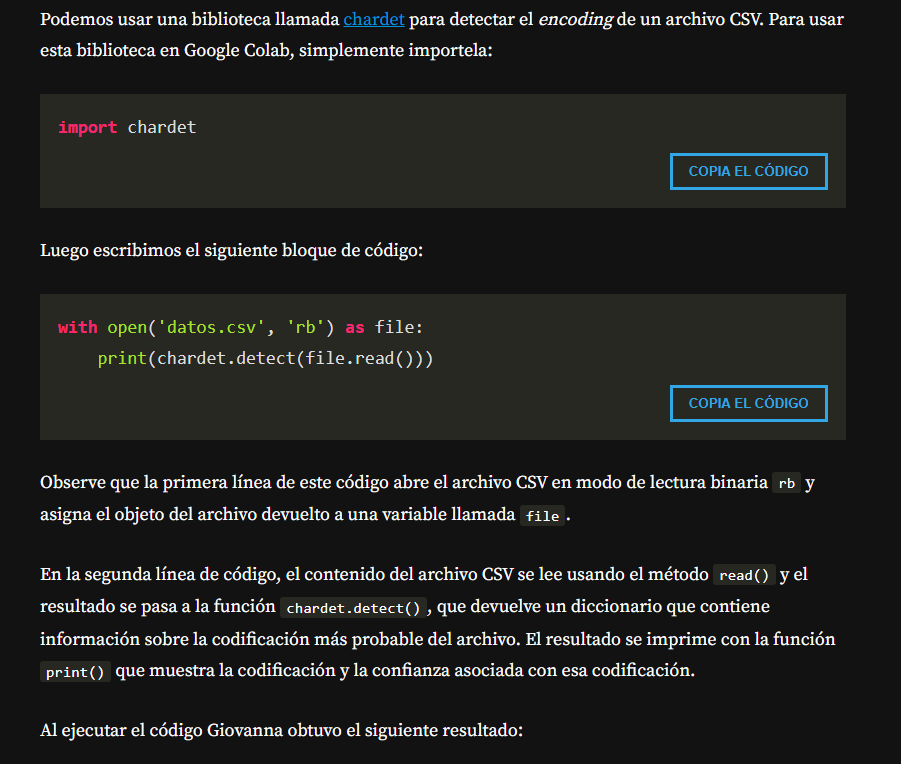 Podemos usar una biblioteca llamada chardet para detectar el encoding de un archivo CSV. Para usar
esta biblioteca en Google Colab, simplemente importela:
import chardet
COPIA EL CÓDIGO
Luego escribimos el siguiente bloque de código:
with open('datos.csv', 'rb') as file:
    print(chardet.detect(file.read()))
COPIA EL CÓDIGO
Observe que la primera línea de este código abre el archivo CSV en modo de lectura binaria rb y
asigna el objeto del archivo devuelto a una variable llamada file.
En la segunda línea de código, el contenido del archivo CSV se lee usando el método read() y el
resultado se pasa a la función chardet.detect(), que devuelve un diccionario que contiene
información sobre la codificación más probable del archivo. El resultado se imprime con la función
print() que muestra la codificación y la confianza asociada con esa codificación.
Al ejecutar el código Giovanna obtuvo el siguiente resultado: